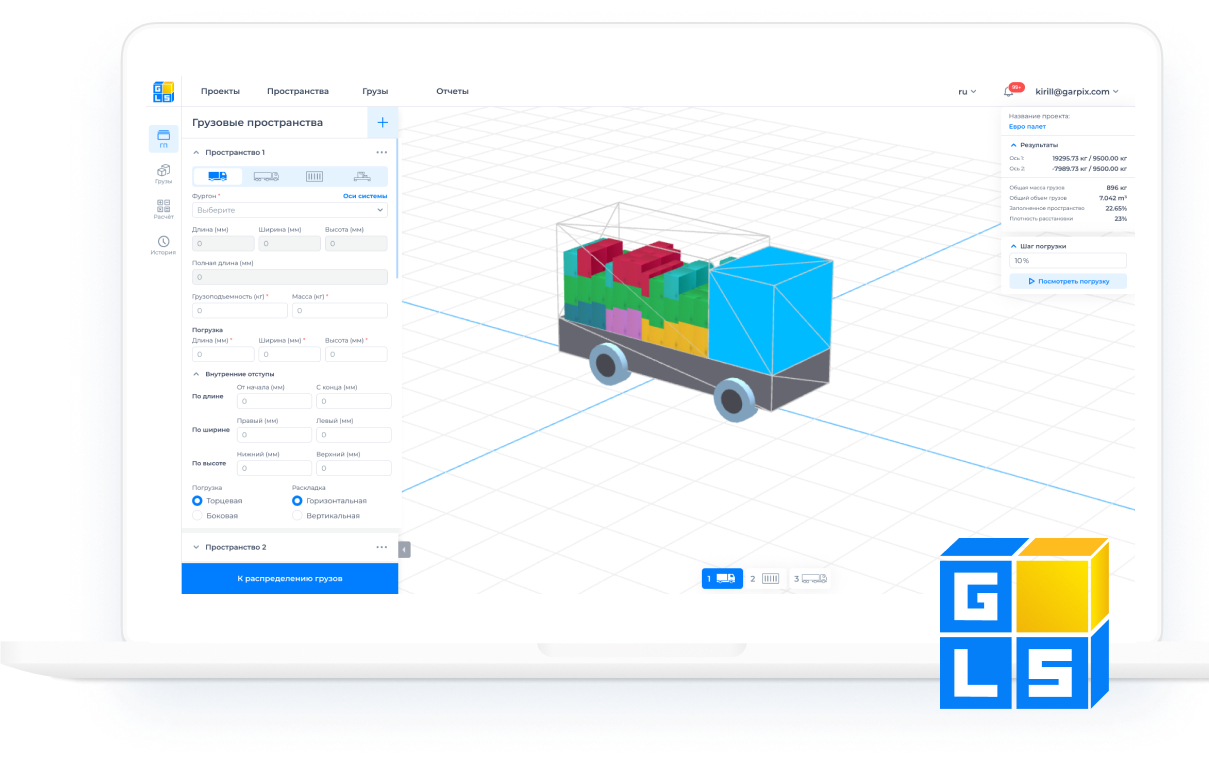 G
LS
Проекты
Пространства
Грузы
Отчеты
ru
99+
kirill@garpix.com
ГП
Грузы
Расчёт
История
Грузовые пространства
+
Пространство 1
Фургон *
Оси системы
Выберите
Длина (мм)
Ширина (мм)
Высота (мм)
0
0
0
Полная длина (мм)
0
Грузоподъемность (кг) *
Масса (кг) *
0
0
Погрузка
Длина (мм) *
Ширина (мм) *
Высота (мм) *
0
0
0
Внутренние отступы
От начала (мм)
С конца (мм)
По длине
0
0
Правый (мм)
Левый (мм)
По ширине
0
0
Нижний (мм)
Верхний (мм)
По высоте
0
0
Погрузка
Раскладка
Торцевая
Горизонтальная
Боковая
Вертикальная
Пространство 2
К распределению грузов
1
2
3
Название проекта:
Евро палет
Результаты
Ось 1:
19295.73 кг / 9500.00 кг
Ось 2:
-7989.73 кг / 9500.00 кг
Общая масса грузов
896 кг
Общий объем грузов
7.042 m³
Заполненное пространство
22.65%
Плотность расстановки
23%
Шаг погрузки
10%
Посмотреть погрузку
G
LS